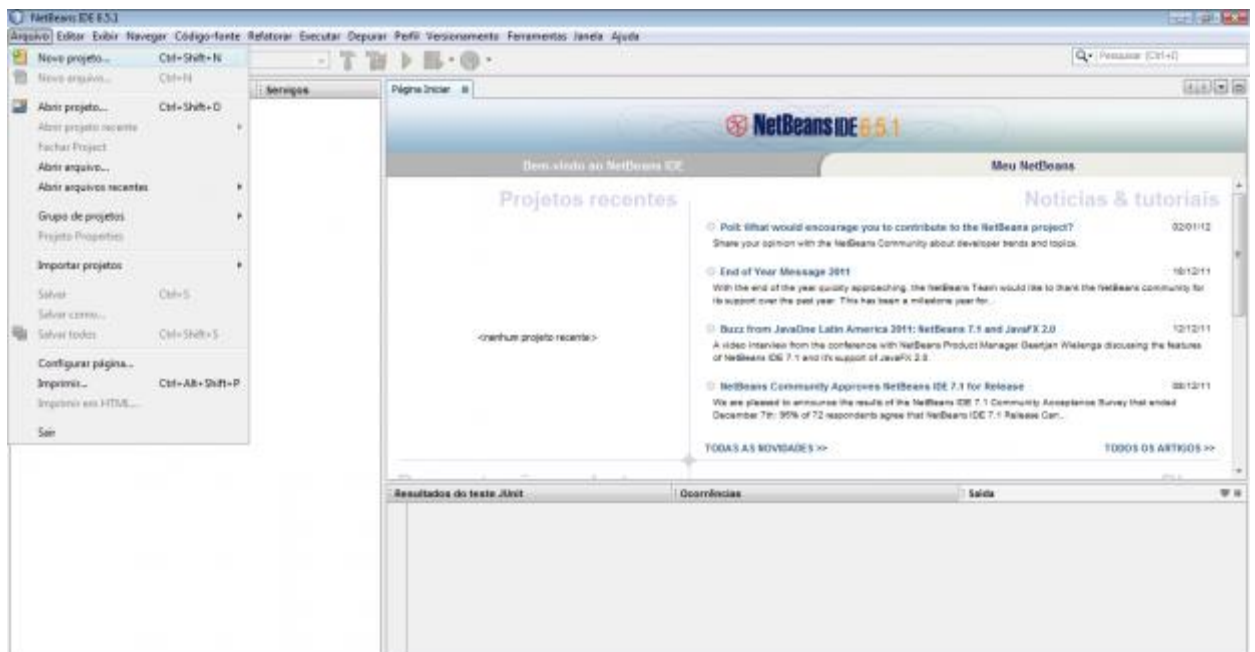 NetBeans IDE 6.5.1
Arquivo Editar Exibir Navegar Código-fonte Refatorar Executar Depurar Perfil Versionamento Ferramentas Janela Ajuda
Novo projeto... Ctrl+Shift+N
Novo arquivo... Ctrl+N
Abrir projeto... Ctrl+Shift+O
Abrir projeto recente
Fechar Project
Abrir arquivo...
Abrir arquivos recentes
Grupo de projetos
Projeto Properties
Importar projetos
Salvar Ctrl+S
Salvar como...
Salvar todos Ctrl+Shift+S
Configurar página...
Imprimir... Ctrl+Alt+Shift+P
Imprimir em HTML...
Sair
Pesquisar (Ctrl+I)
Serviços
Página Iniciar
NetBeans IDE 6.5.1
Bem-vindo ao NetBeans IDE
Meu NetBeans
Projetos recentes
<nenhum projeto recente>
Notícias & tutoriais
Poll: What would encourage you to contribute to the NetBeans project? 02/01/12
Share your opinion with the NetBeans Community about developer trends and topics.
End of Year Message 2011 16/12/11
With the end of the year quickly approaching, the NetBeans Team would like to thank the NetBeans community for
its support over the past year. This has been a milestone year for...
Buzz from JavaOne Latin America 2011: NetBeans 7.1 and JavaFX 2.0 12/12/11
A video interview from the conference with NetBeans Product Manager Geertjan Wielenga discussing the features
of NetBeans IDE 7.1 and it's support of JavaFX 2.0.
NetBeans Community Approves NetBeans IDE 7.1 for Release 08/12/11
We are pleased to announce the results of the NetBeans IDE 7.1 Community Acceptance Survey that ended
December 7th: 95% of 72 respondents agree that NetBeans IDE 7.1 Release Can...
TODAS AS NOVIDADES >>
TODOS OS ARTIGOS >>
Resultados do teste JUnit
Ocorrências
Saída